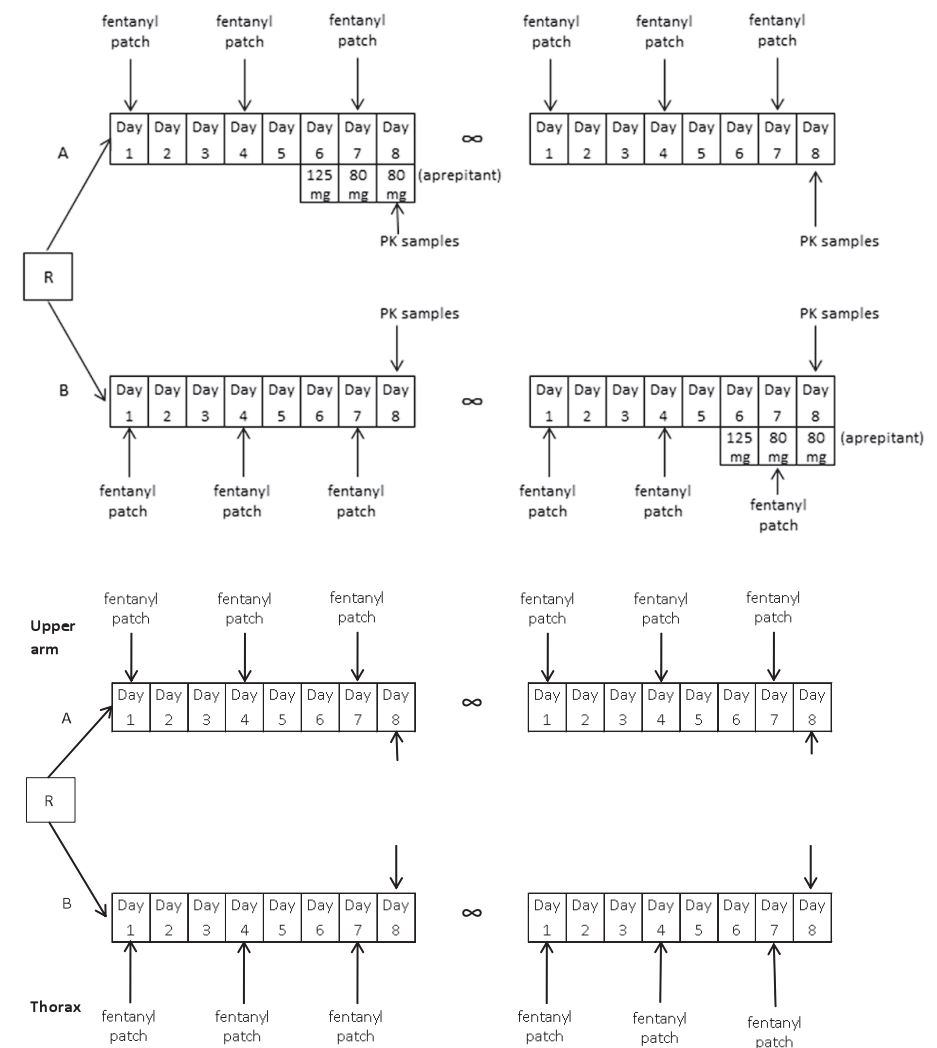 fentanyl fentanyl fentanyl fentanyl fentanyl fentanyl
patch patch patch patch patch patch
Day Day Day Day Day Day Day Day ∞ Day Day Day Day Day Day Day Day
A 1 2 3 4 5 6 7 8 1 2 3 4 5 6 7 8
125 80 80 (aprepitant)
mg mg mg
PK samples PK samples
R
PK samples PK samples
B Day Day Day Day Day Day Day Day ∞ Day Day Day Day Day Day Day Day
1 2 3 4 5 6 7 8 1 2 3 4 5 6 7 8
125 80 80 (aprepitant)
mg mg mg
fentanyl fentanyl fentanyl fentanyl fentanyl fentanyl
patch patch patch patch patch patch
fentanyl fentanyl fentanyl fentanyl fentanyl fentanyl
patch patch patch patch patch patch
Upper
arm
Day Day Day Day Day Day Day Day ∞ Day Day Day Day Day Day Day Day
A 1 2 3 4 5 6 7 8 1 2 3 4 5 6 7 8
R
B Day Day Day Day Day Day Day Day ∞ Day Day Day Day Day Day Day Day
1 2 3 4 5 6 7 8 1 2 3 4 5 6 7 8
Thorax
fentanyl fentanyl fentanyl fentanyl fentanyl fentanyl
patch patch patch patch patch patch